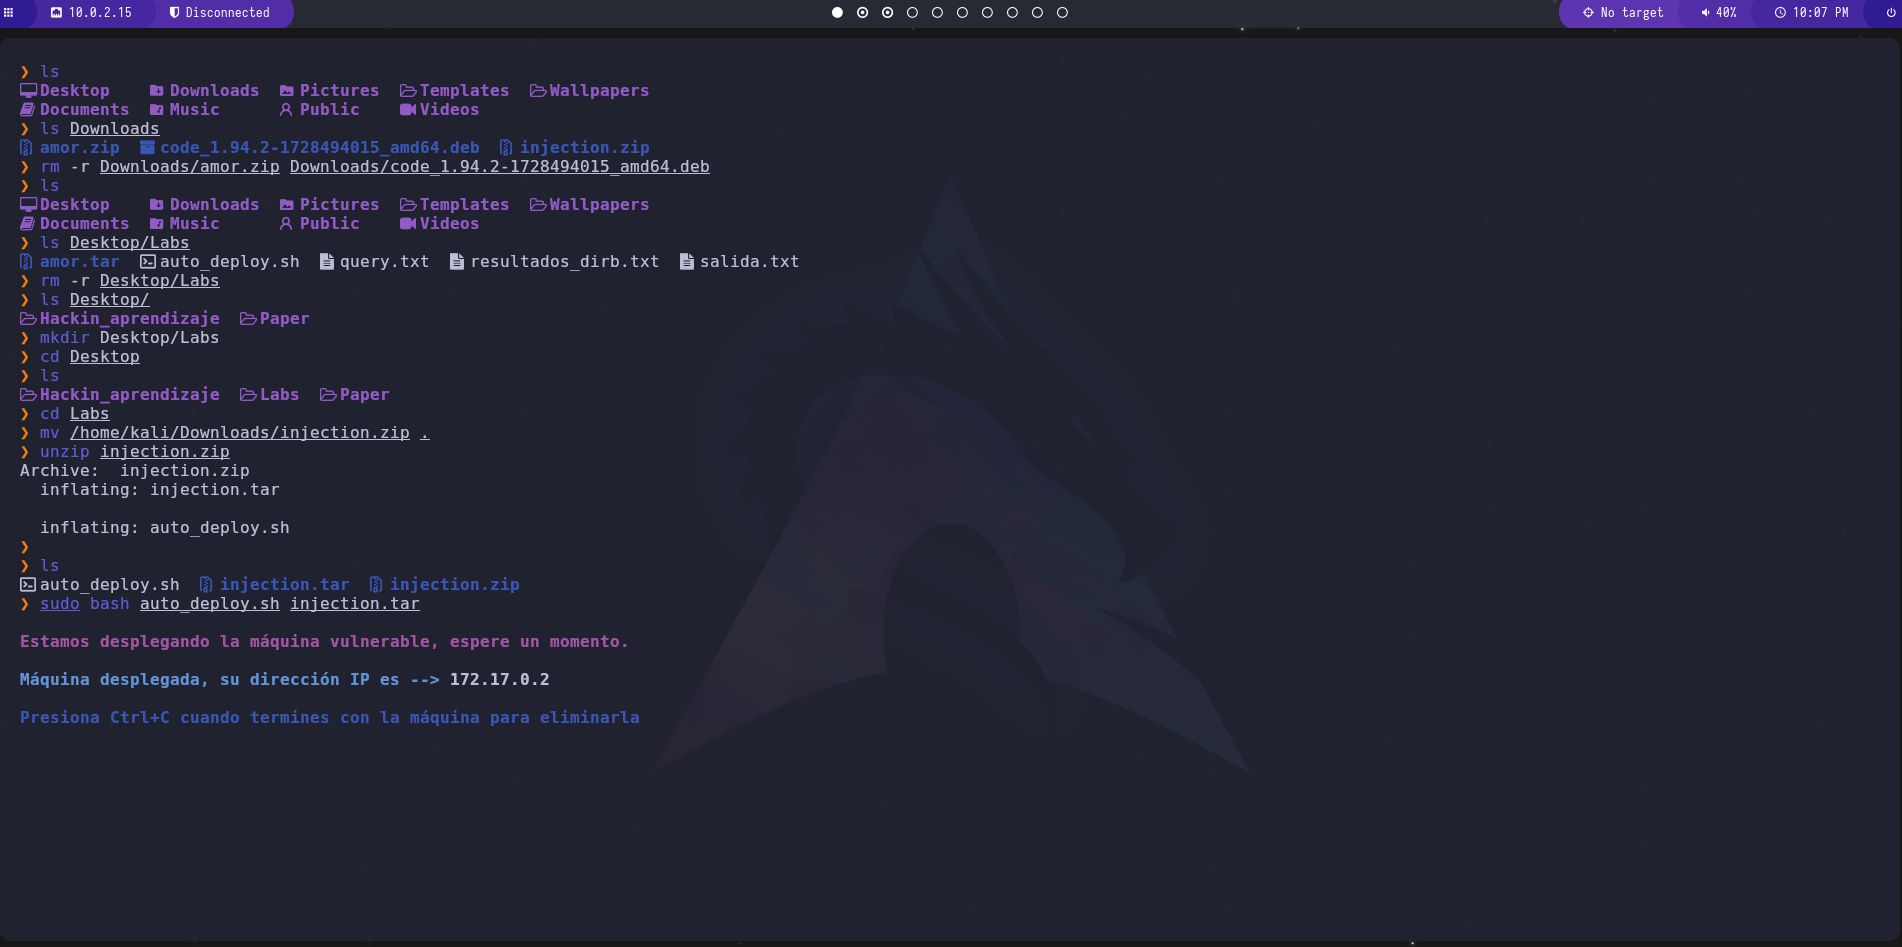 10.0.2.15 Disconnected No target 40% 10:07 PM
❯ ls
Desktop Downloads Pictures Templates Wallpapers
Documents Music Public Videos
❯ ls Downloads
amor.zip code_1.94.2-1728494015_amd64.deb injection.zip
❯ rm -r Downloads/amor.zip Downloads/code_1.94.2-1728494015_amd64.deb
❯ ls
Desktop Downloads Pictures Templates Wallpapers
Documents Music Public Videos
❯ ls Desktop/Labs
amor.tar auto_deploy.sh query.txt resultados_dirb.txt salida.txt
❯ rm -r Desktop/Labs
❯ ls Desktop/
Hackin_aprendizaje Paper
❯ mkdir Desktop/Labs
❯ cd Desktop
❯ ls
Hackin_aprendizaje Labs Paper
❯ cd Labs
❯ mv /home/kali/Downloads/injection.zip .
❯ unzip injection.zip
Archive:  injection.zip
  inflating: injection.tar
  inflating: auto_deploy.sh
❯
❯ ls
auto_deploy.sh injection.tar injection.zip
❯ sudo bash auto_deploy.sh injection.tar
Estamos desplegando la máquina vulnerable, espere un momento.
Máquina desplegada, su dirección IP es --> 172.17.0.2
Presiona Ctrl+C cuando termines con la máquina para eliminarla